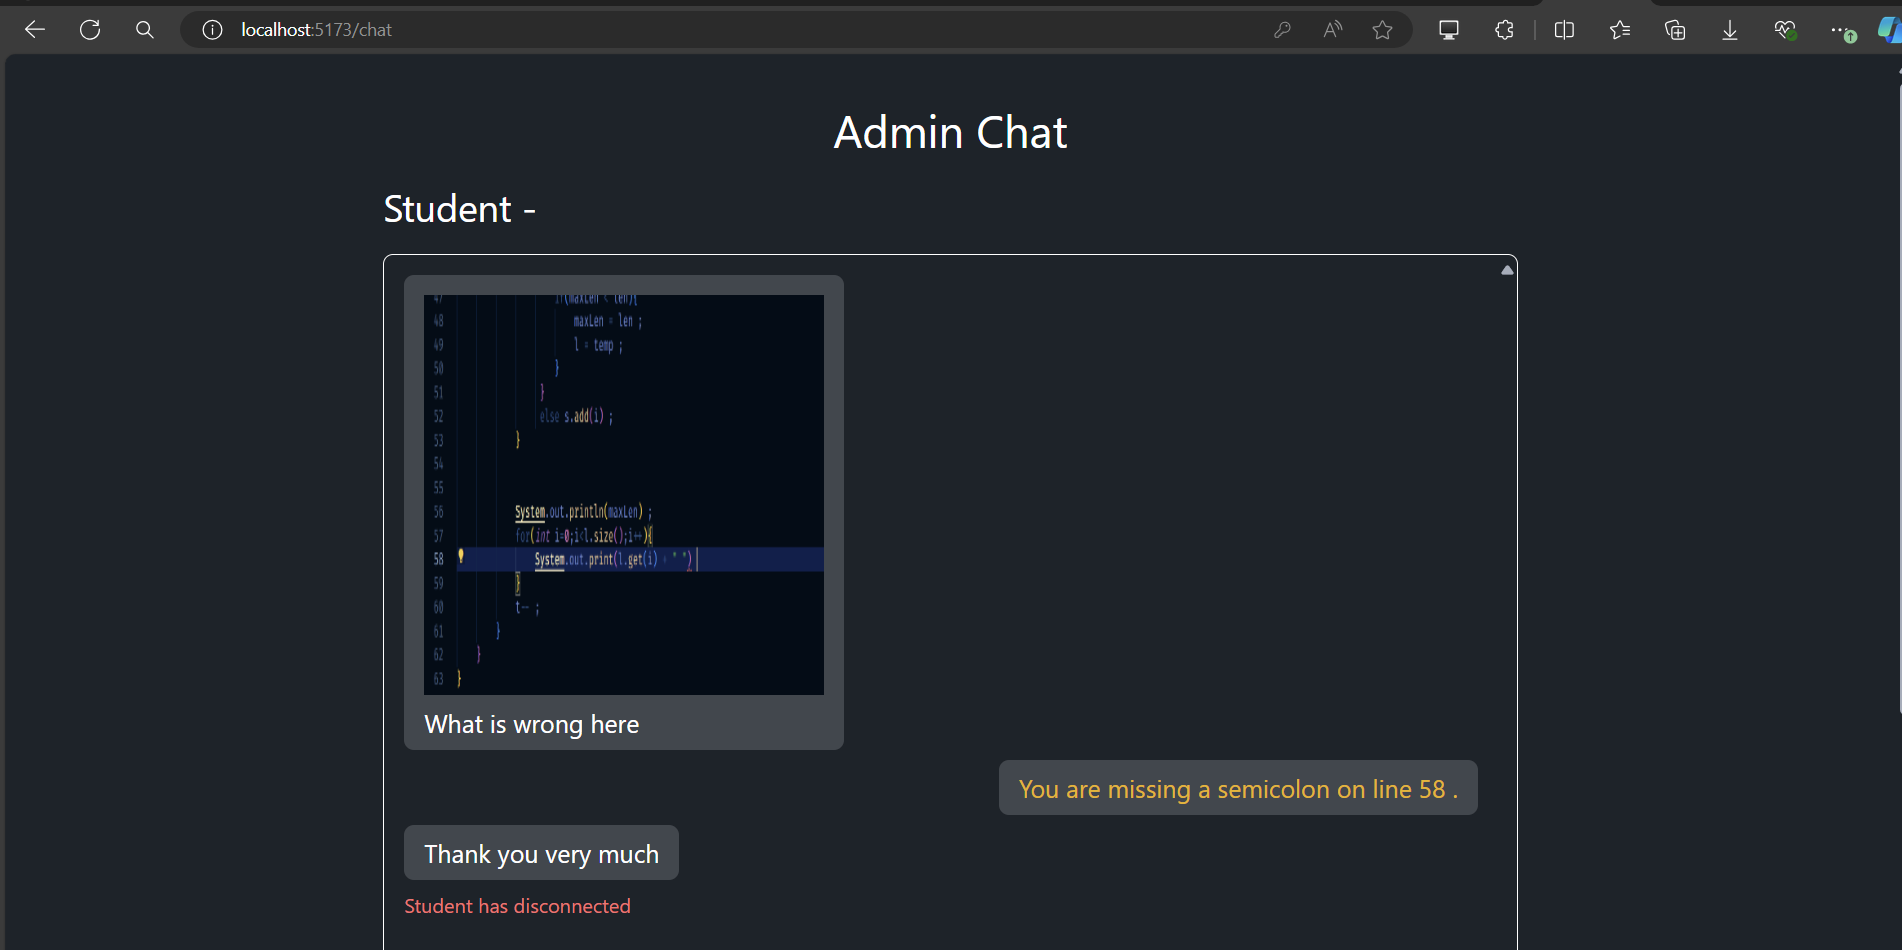 localhost:5173/chat
Admin Chat
Student -
47 if(maxLen < len){
48 maxLen = len ;
49 l = temp ;
50 }
51 }
52 else s.add(i) ;
53 }
54
55
56 System.out.println(maxLen) ;
57 for(int i=0;i<l.size();i++){
58 System.out.print(l.get(i) + " ")
59 }
60 t-- ;
61 }
62 }
63 }
What is wrong here
You are missing a semicolon on line 58 .
Thank you very much
Student has disconnected